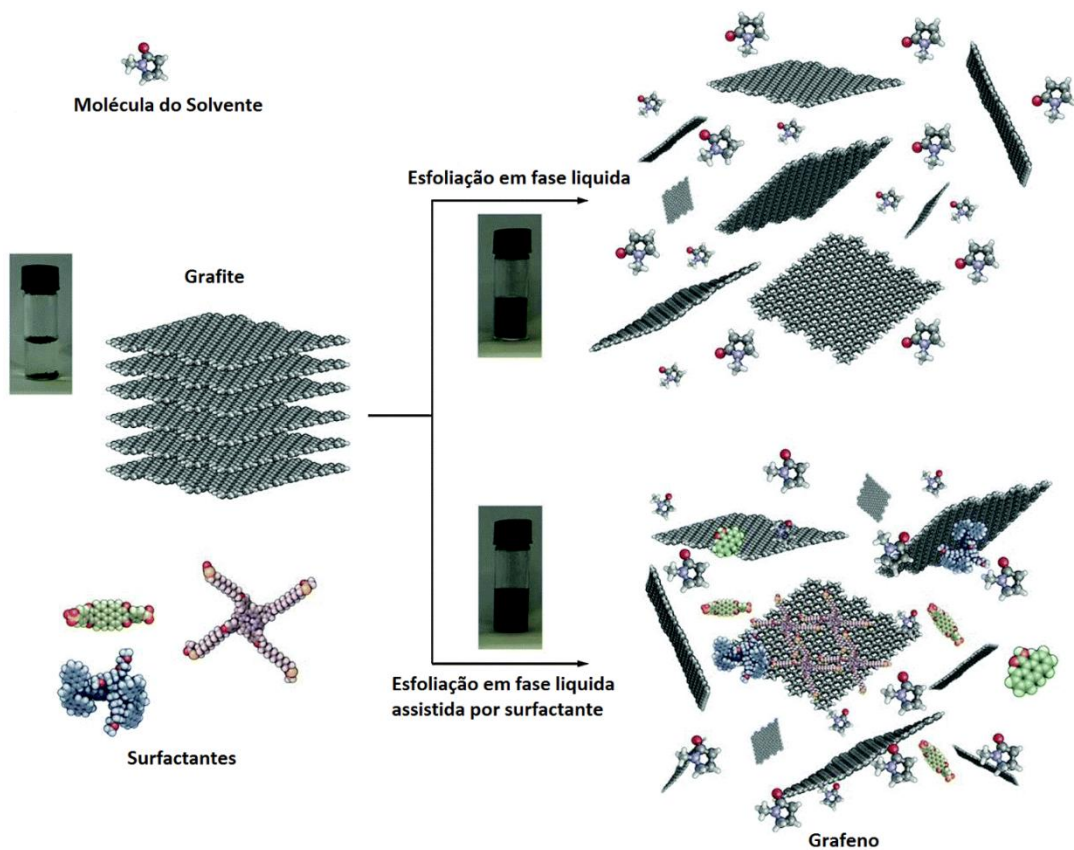 Molécula do Solvente
Esfoliação em fase liquida
Grafite
Esfoliação em fase liquida
assistida por surfactante
Surfactantes
Grafeno